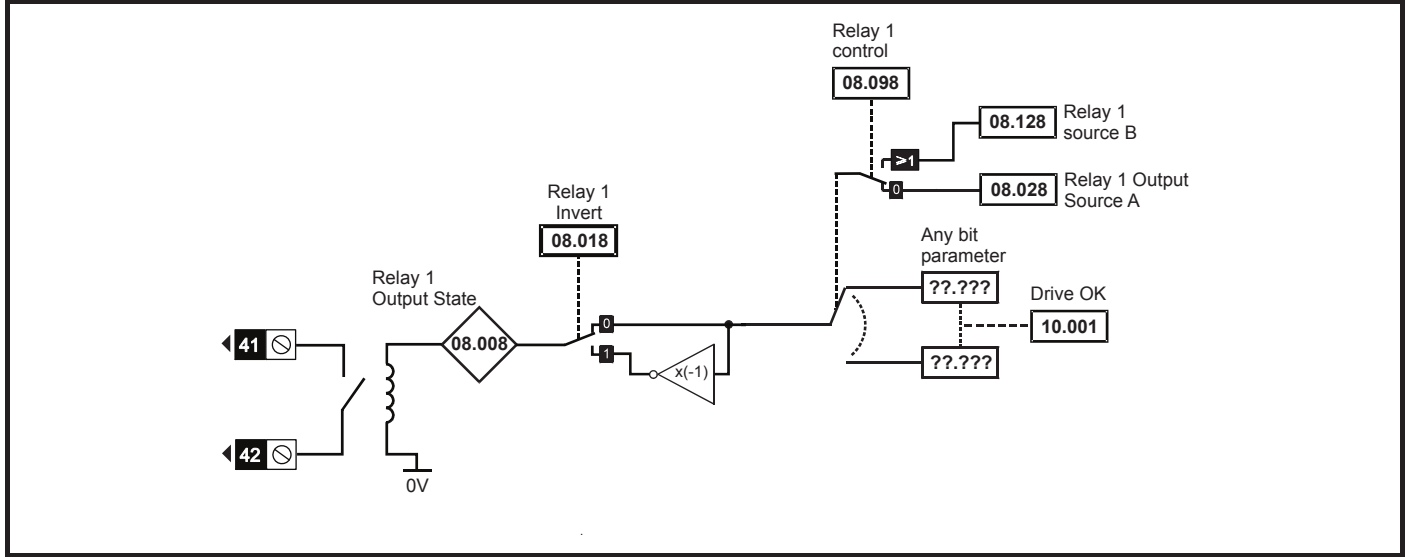 Relay 1
control
08.098
08.128
Relay 1
source B
≥1
0
08.028
Relay 1 Output
Source A
Relay 1
Invert
08.018
Any bit
parameter
??.???
Drive OK
10.001
??.???
Relay 1
Output State
08.008
0
1
x(-1)
41
42
0V